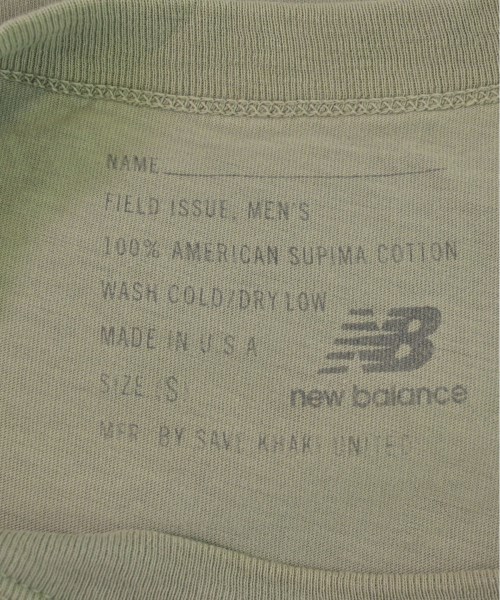 NAME
FIELD ISSUE, MEN'S
100% AMERICAN SUPIMA COTTON
WASH COLD/DRY LOW
MADE IN U.S.A
SIZE (S)
NB
new balance
MFR. BY SAVE KHAKI UNITED